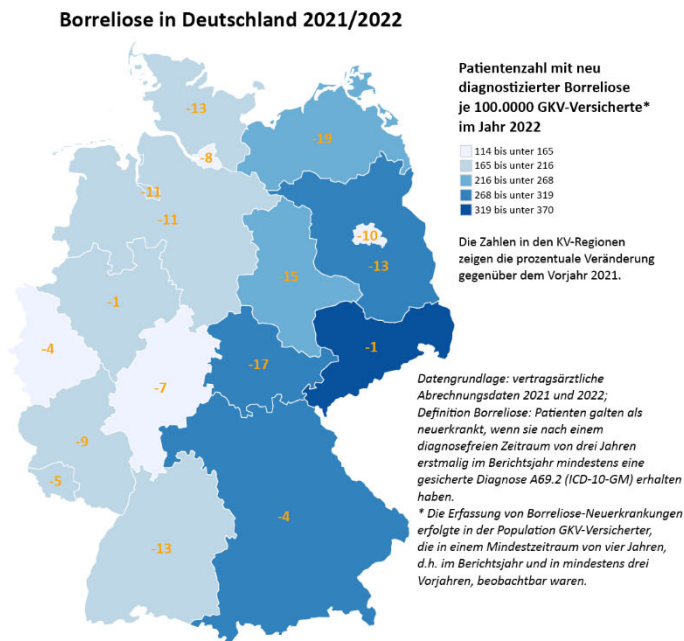 Borreliose in Deutschland 2021/2022
Patientenzahl mit neu
diagnostizierter Borreliose
je 100.0000 GKV-Versicherte*
im Jahr 2022
114 bis unter 165
165 bis unter 216
216 bis unter 268
268 bis unter 319
319 bis unter 370
Die Zahlen in den KV-Regionen
zeigen die prozentuale Veränderung
gegenüber dem Vorjahr 2021.
-13
-19
-8
-11
-11
-10
-13
-15
-1
-1
-4
-17
-7
-9
-5
-4
-13
Datengrundlage: vertragsärztliche
Abrechnungsdaten 2021 und 2022;
Definition Borreliose: Patienten galten als
neuerkrankt, wenn sie nach einem
diagnosefreien Zeitraum von drei Jahren
erstmalig im Berichtsjahr mindestens eine
gesicherte Diagnose A69.2 (ICD-10-GM) erhalten
haben.
* Die Erfassung von Borreliose-Neuerkrankungen
erfolgte in der Population GKV-Versicherter,
die in einem Mindestzeitraum von vier Jahren,
d.h. im Berichtsjahr und in mindestens drei
Vorjahren, beobachtbar waren.